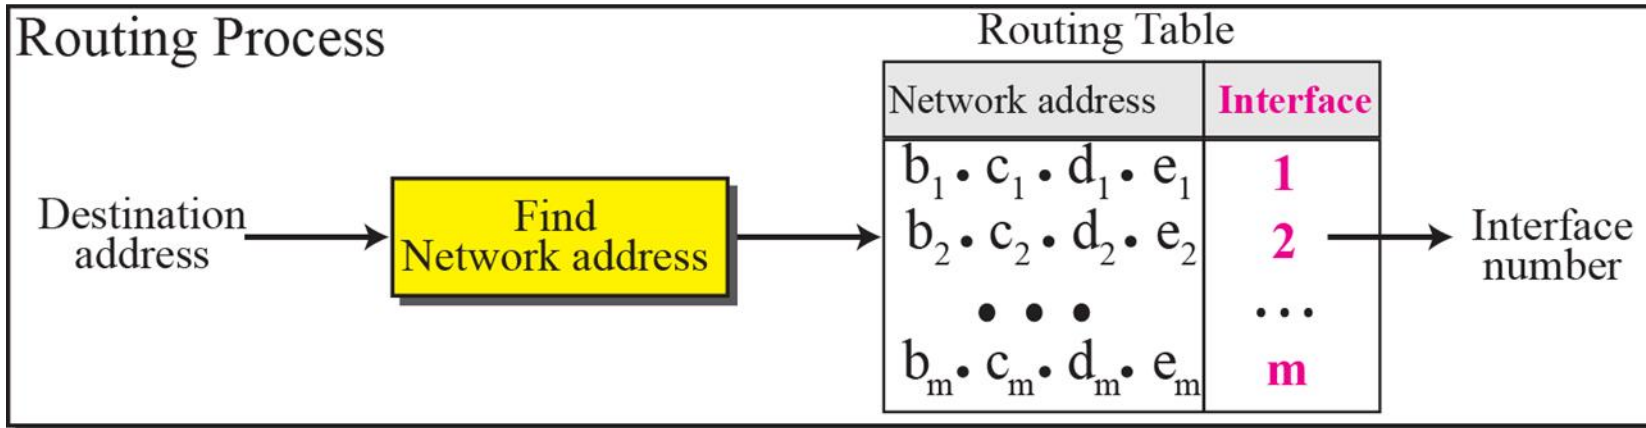 Routing Process
Routing Table
Network address Interface
Destination
address
Find
Network address
b₁ . c₁ . d₁ . e₁ 1
b₂ . c₂ . d₂ . e₂ 2
• • • ...
bₘ . cₘ . dₘ . eₘ m
Interface
number